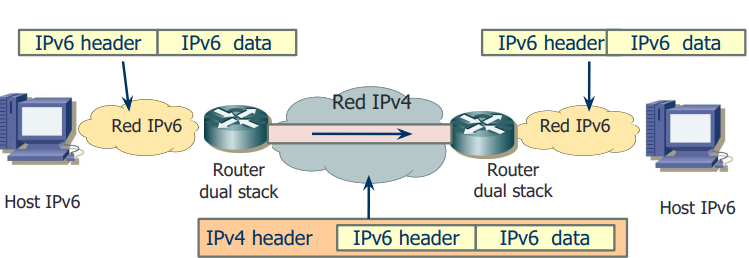 IPv6 header IPv6 data
IPv6 header IPv6 data
Red IPv4
Red IPv6
Red IPv6
Router
dual stack
Router
dual stack
Host IPv6
Host IPv6
IPv4 header IPv6 header IPv6 data